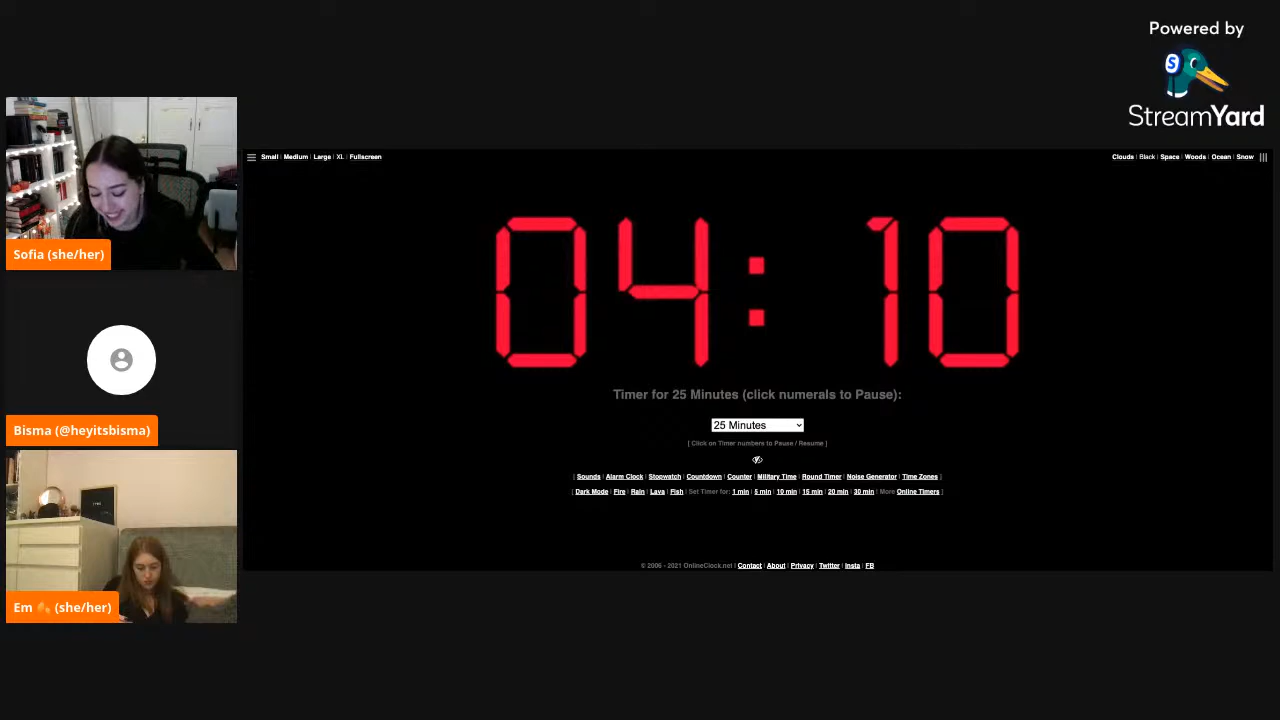 Powered by
StreamYard
Small | Medium | Large | XL | Fullscreen
Clouds | Black | Space | Woods | Ocean | Snow
04:10
Timer for 25 Minutes (click numerals to Pause):
25 Minutes
[ Click on Timer numbers to Pause / Resume ]
[ Sounds | Alarm Clock | Stopwatch | Countdown | Counter | Military Time | Round Timer | Noise Generator | Time Zones ]
[ Dark Mode | Fire | Rain | Lava | Fish | Set Timer for: 1 min | 5 min | 10 min | 15 min | 20 min | 30 min | More Online Timers ]
© 2006 - 2021 OnlineClock.net | Contact | About | Privacy | Twitter | Insta | FB
Sofia (she/her)
Bisma (@heyitsbisma)
Em 🍂 (she/her)